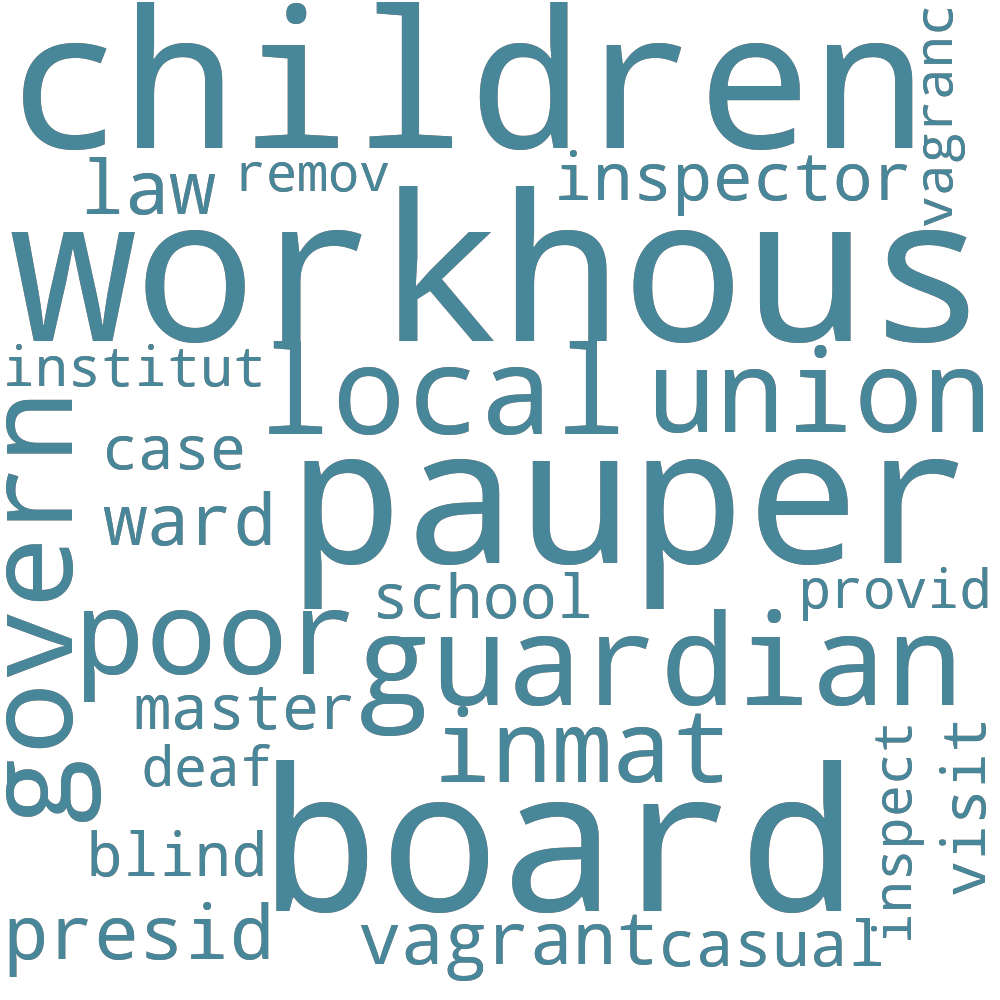 children
vagranc
law
remov
inspector
workhous
institut
local
union
govern
case
pauper
ward
school
provid
poor
guardian
master
inmat
deaf
board
inspect
visit
blind
presid
vagrant
casual